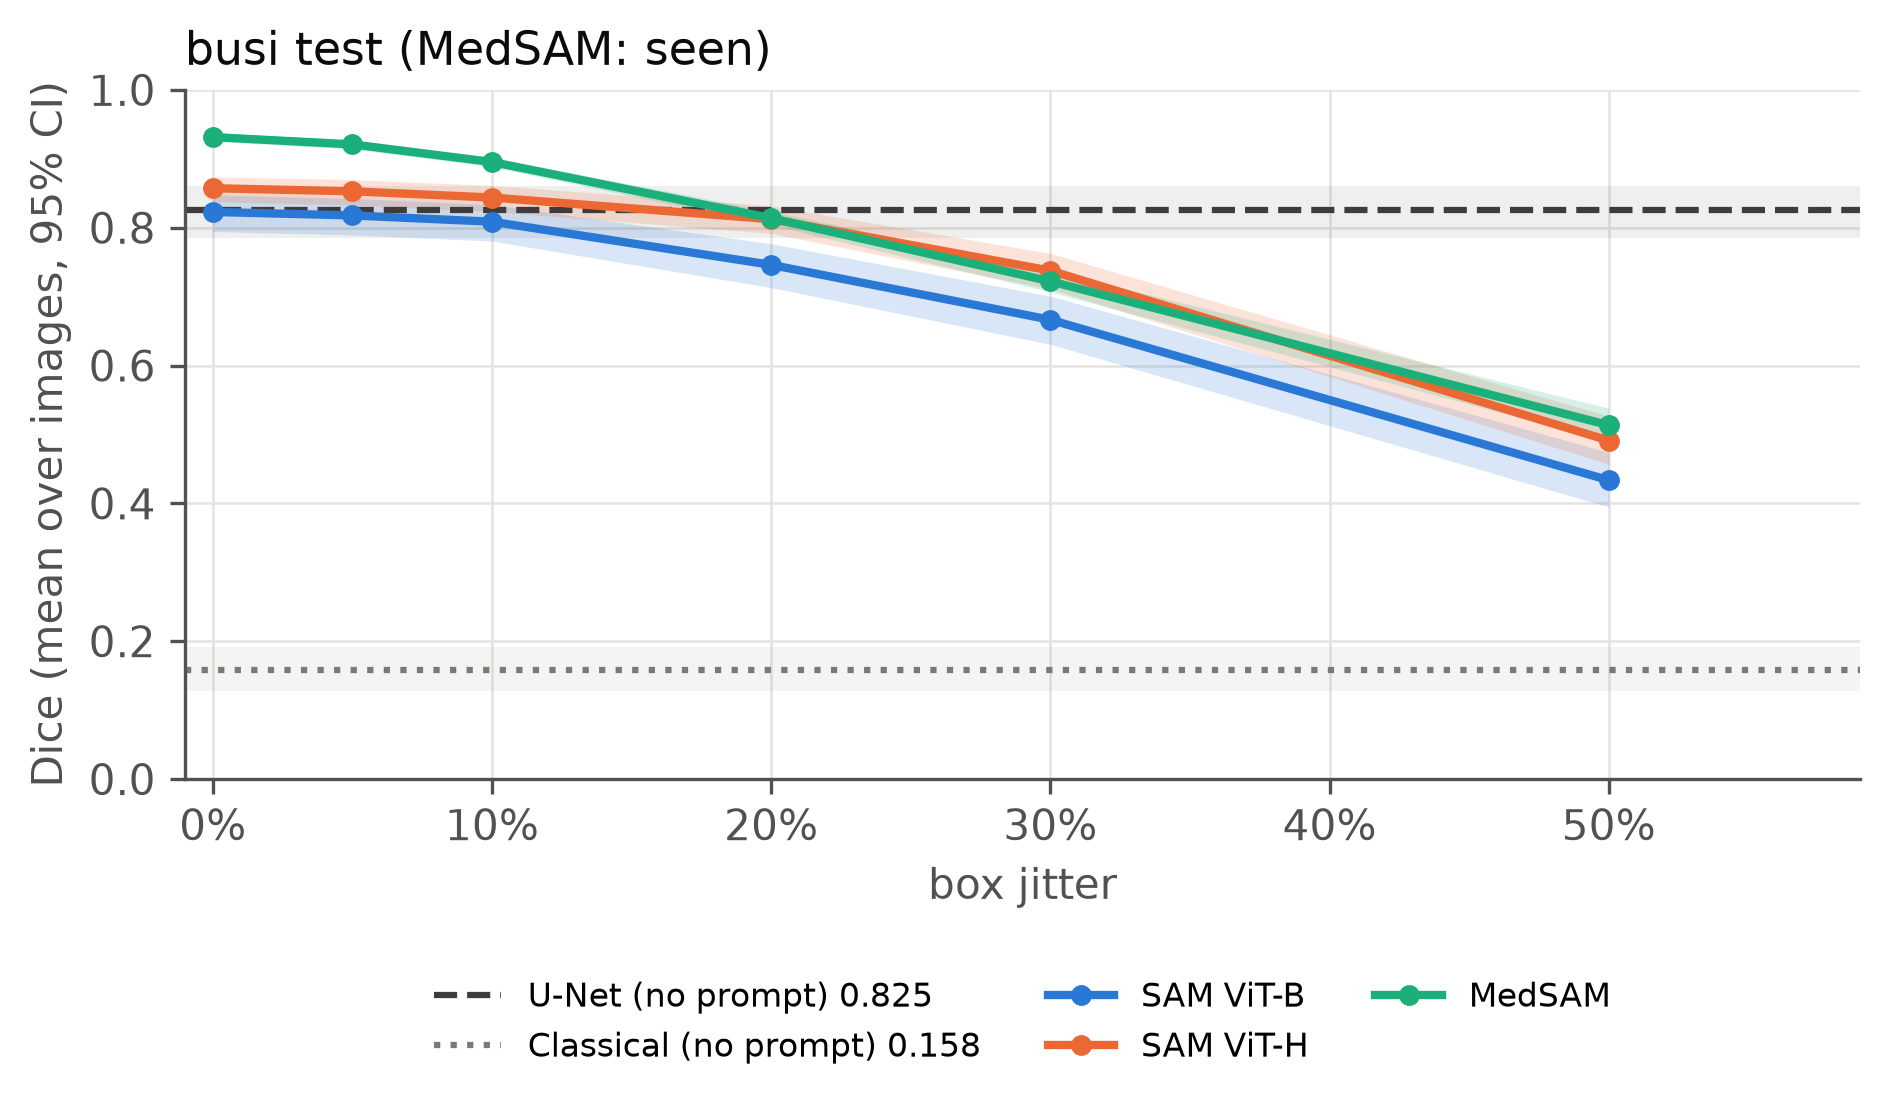 busi test (MedSAM: seen)
Dice (mean over images, 95% CI)
1.0
0.8
0.6
0.4
0.2
0.0
0% 10% 20% 30% 40% 50%
box jitter
U-Net (no prompt) 0.825
Classical (no prompt) 0.158
SAM ViT-B
SAM ViT-H
MedSAM